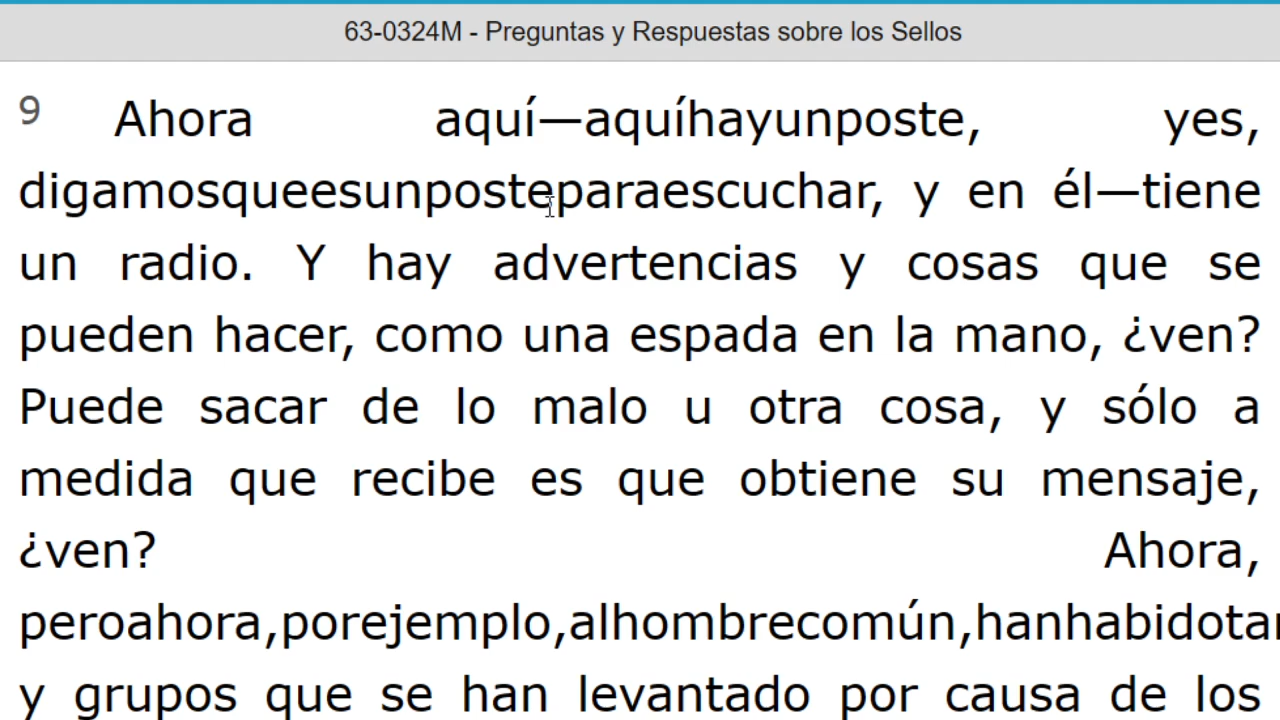 63-0324M - Preguntas y Respuestas sobre los Sellos
9 Ahora aquí—aquíhayunposte, yes,
digamosqueesunposteparaescuchar, y en él—tiene
un radio. Y hay advertencias y cosas que se
pueden hacer, como una espada en la mano, ¿ven?
Puede sacar de lo malo u otra cosa, y sólo a
medida que recibe es que obtiene su mensaje,
¿ven? Ahora,
peroahora,porejemplo,alhombrecomún,hanhabidotan
y grupos que se han levantado por causa de los